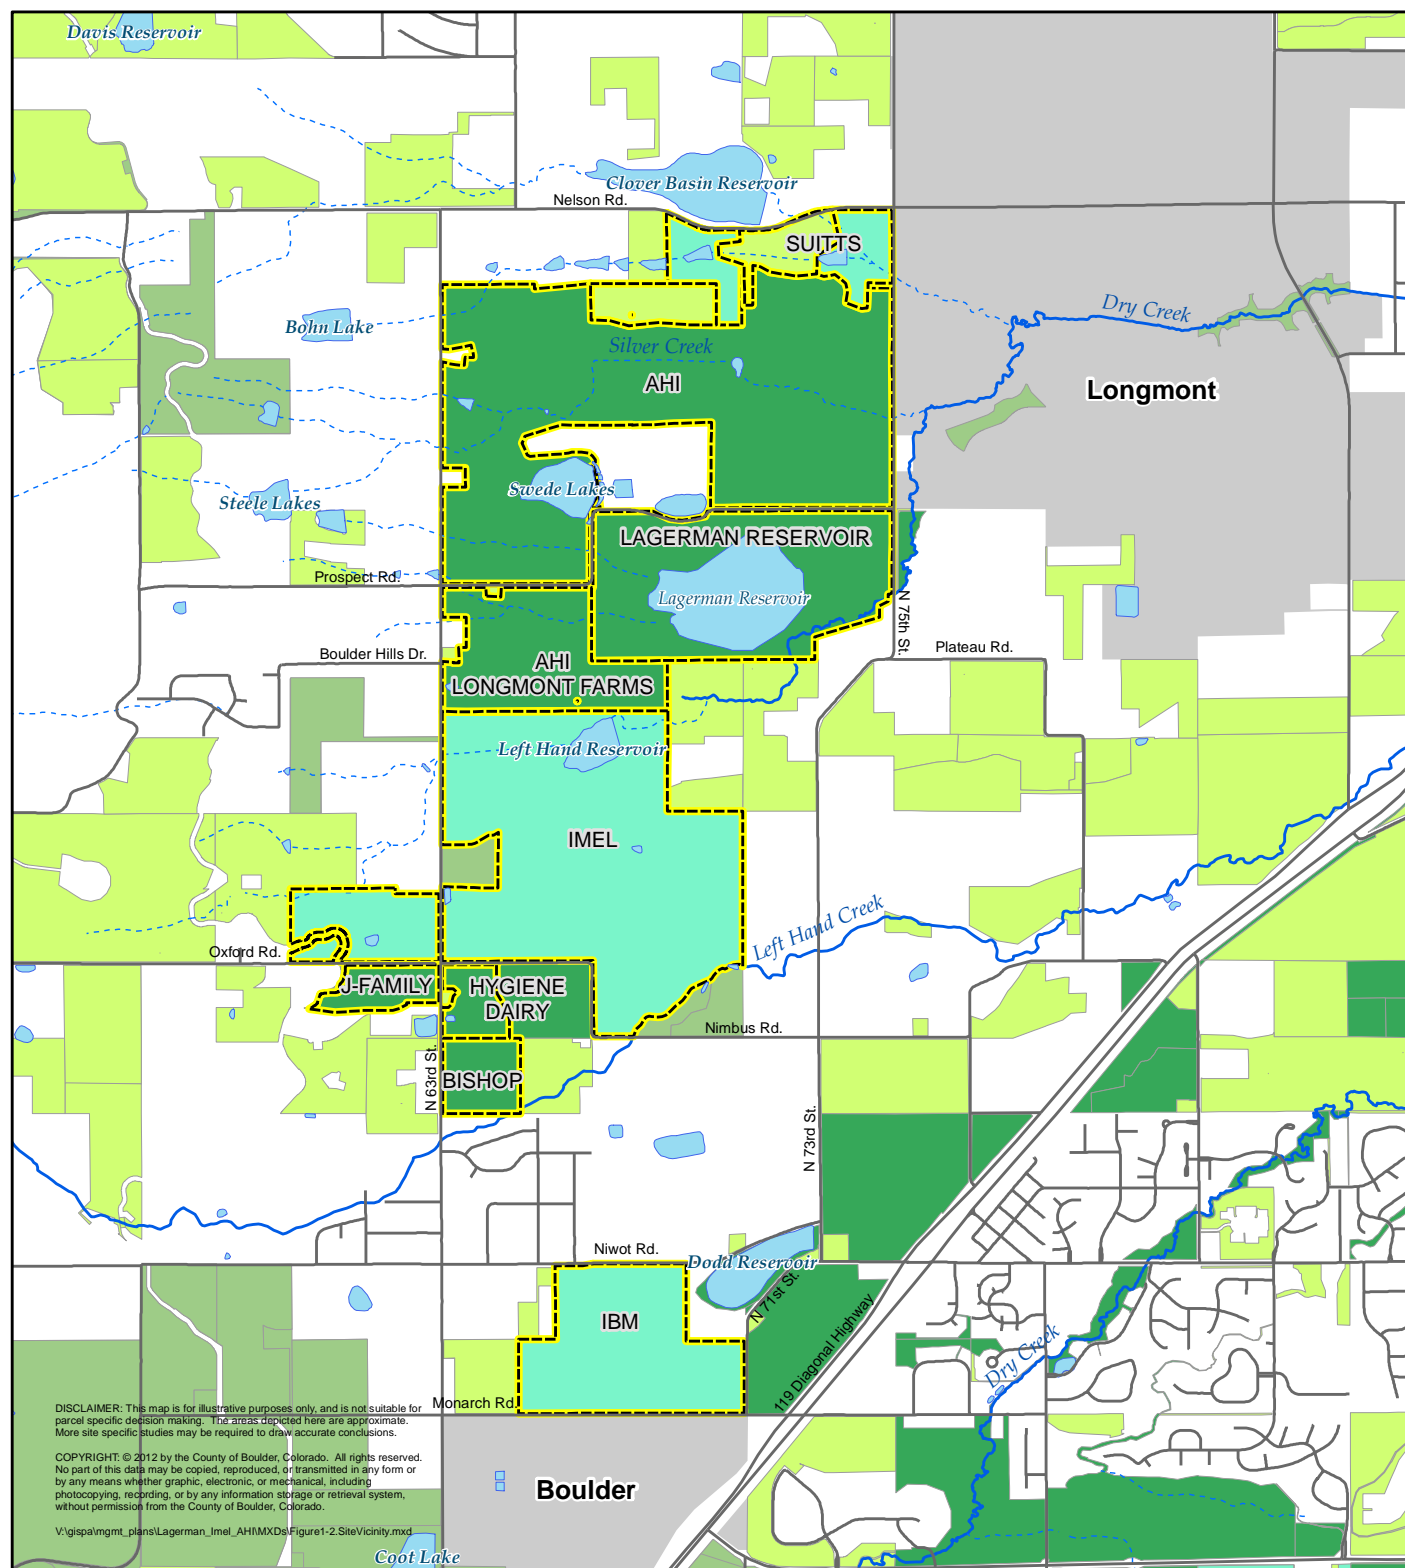 Davis Reservoir
Clover Basin Reservoir
Nelson Rd.
SUITTS
Dry Creek
Bohn Lake
Silver Creek
AHI
Longmont
Swede Lakes
Steele Lakes
LAGERMAN RESERVOIR
Prospect Rd.
Lagerman Reservoir
N 75th St.
Plateau Rd.
Boulder Hills Dr.
AHI
LONGMONT FARMS
Left Hand Reservoir
IMEL
Left Hand Creek
Oxford Rd.
J-FAMILY
HYGIENE
DAIRY
Nimbus Rd.
N 63rd St.
BISHOP
N 73rd St.
Niwot Rd.
Dodd Reservoir
N 71st St.
IBM
119 Diagonal Highway
Dry Creek
Monarch Rd.
DISCLAIMER: This map is for illustrative purposes only, and is not suitable for
parcel specific decision making. The areas depicted here are approximate.
More site specific studies may be required to draw accurate conclusions.
COPYRIGHT: © 2012 by the County of Boulder, Colorado. All rights reserved.
No part of this data may be copied, reproduced, or transmitted in any form or
by any means whether graphic, electronic, or mechanical, including
photocopying, recording, or by any information storage or retrieval system,
without permission from the County of Boulder, Colorado.
V:\gispa\mgmt_plans\Lagerman_Imel_AHI\MXDs\Figure1-2.SiteVicinity.mxd
Boulder
Coot Lake